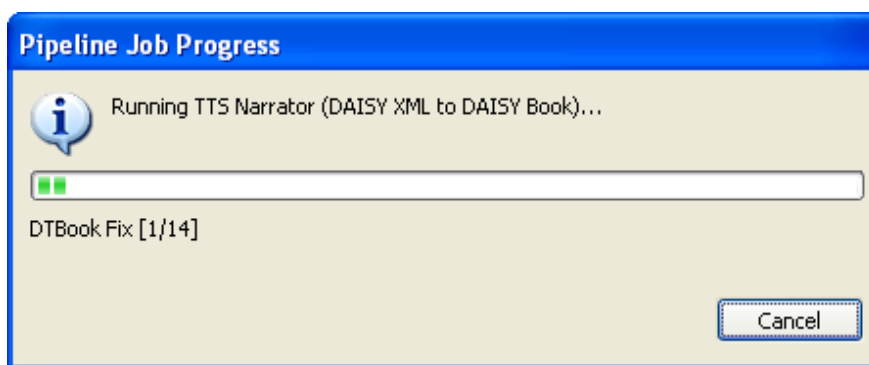 Pipeline Job Progress
Running TTS Narrator (DAISY XML to DAISY Book)...
DTBook Fix [1/14]
Cancel